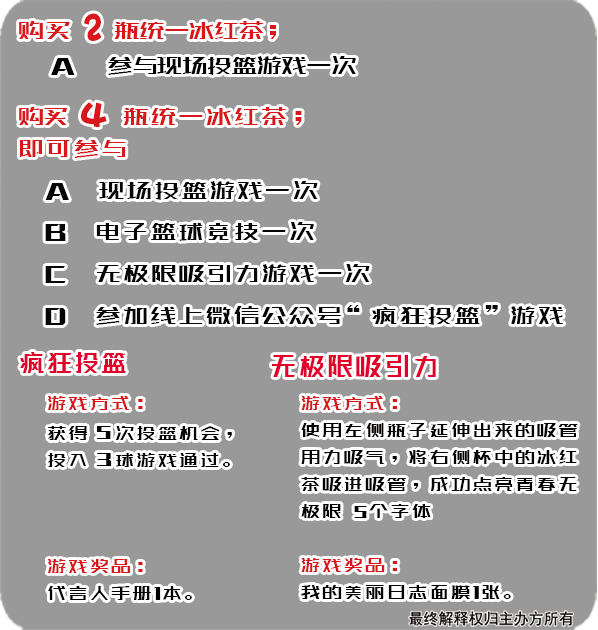 购买 2 瓶统一冰红茶；
A 参与现场投篮游戏一次
购买 4 瓶统一冰红茶；
即可参与
A 现场投篮游戏一次
B 电子篮球竞技一次
C 无极限吸引力游戏一次
D 参加线上微信公众号“疯狂投篮”游戏
疯狂投篮
游戏方式：
获得 5次投篮机会，
投入 3球游戏通过。
游戏奖品：
代言人手册1本。
无极限吸引力
游戏方式：
使用左侧瓶子延伸出来的吸管
用力吸气，将右侧杯中的冰红
茶吸进吸管，成功点亮青春无
极限 5个字体
游戏奖品：
我的美丽日志面膜1张。
最终解释权归主办方所有